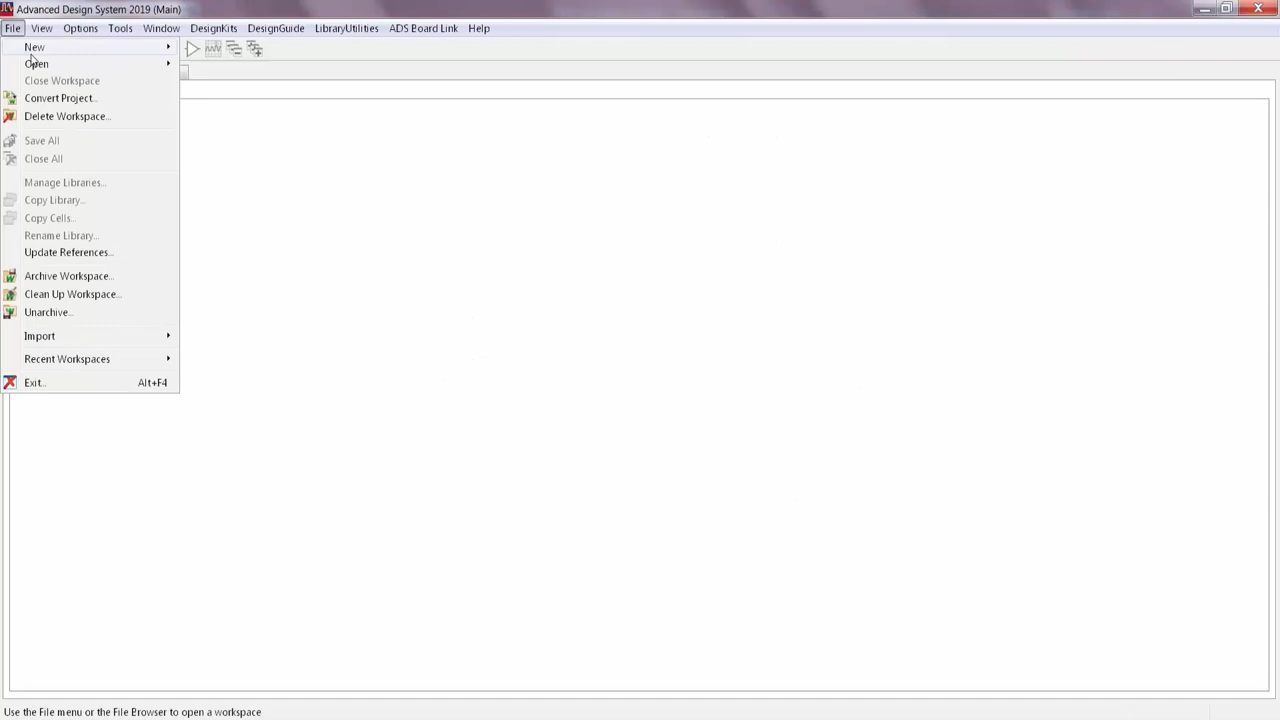 Advanced Design System 2019 (Main)
File View Options Tools Window DesignKits DesignGuide LibraryUtilities ADS Board Link Help
New
Open
Close Workspace
Convert Project...
Delete Workspace...
Save All
Close All
Manage Libraries...
Copy Library...
Copy Cells...
Rename Library...
Update References...
Archive Workspace...
Clean Up Workspace...
Unarchive...
Import
Recent Workspaces
Exit... Alt+F4
Use the File menu or the File Browser to open a workspace